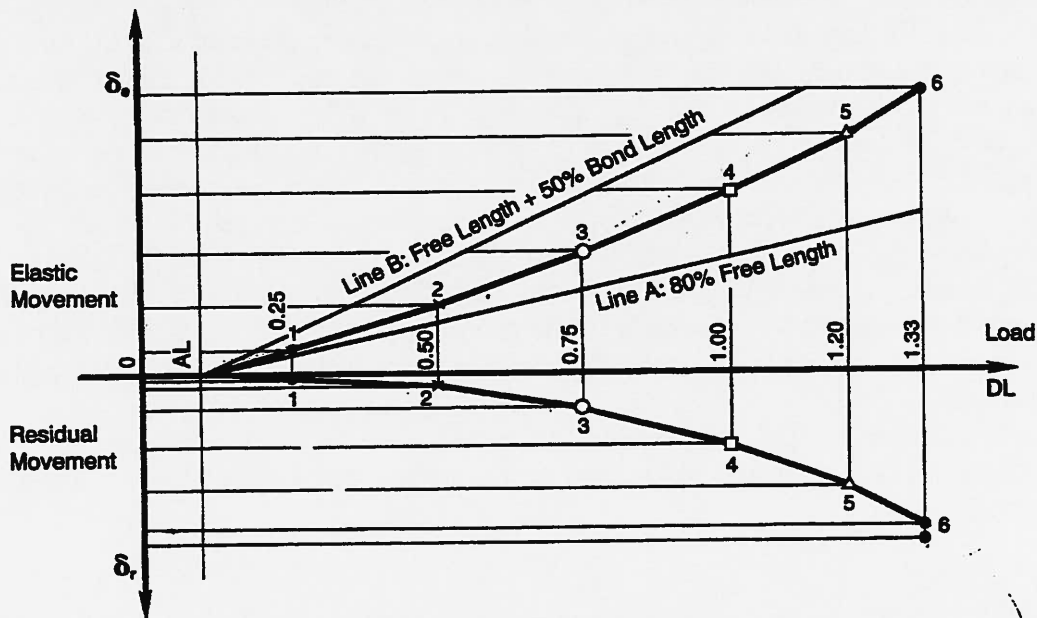 δₑ
6
5
4
3
2
1
Line B: Free Length + 50% Bond Length
Line A: 80% Free Length
Elastic
Movement
0
AL
0.25
0.50
0.75
1.00
1.20
1.33
Load
DL
1
2
3
4
5
6
Residual
Movement
δᵣ